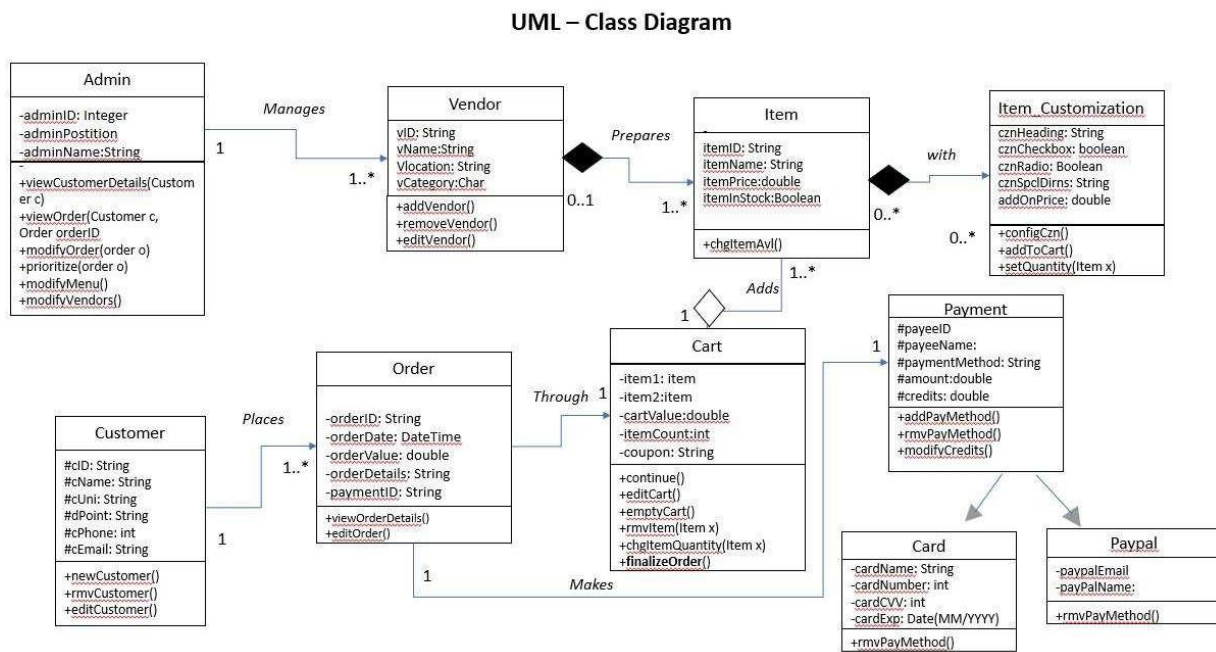 UML – Class Diagram
Admin
-adminID: Integer
-adminPostition
-adminName:String
-
+viewCustomerDetails(Custom
er c)
+viewOrder(Customer c,
Order orderID
+modifyOrder(order o)
+prioritize(order o)
+modifyMenu()
+modifyVendors()
Manages
1
1..*
Vendor
vID: String
vName:String
Vlocation: String
vCategory:Char
+addVendor()
+removeVendor()
+editVendor()
Prepares
0..1
1..*
Item
-
itemID: String
itemName: String
itemPrice:double
itemInStock:Boolean
+chgItemAvl()
with
0..*
0..*
Item_Customization
cznHeading: String
cznCheckbox: boolean
cznRadio: Boolean
cznSpclDirns: String
addOnPrice: double
+configCzn()
+addToCart()
+setQuantity(Item x)
1..*
Adds
1
Customer
#cID: String
#cName: String
#cUni: String
#dPoint: String
#cPhone: int
#cEmail: String
+newCustomer()
+rmvCustomer()
+editCustomer()
Places
1
1..*
Order
-orderID: String
-orderDate: DateTime
-orderValue: double
-orderDetails: String
-paymentID: String
+viewOrderDetails()
+editOrder()
Through
1
Cart
-item1: item
-item2:item
-cartValue:double
-itemCount:int
-coupon: String
+continue()
+editCart()
+emptyCart()
+rmvItem(Item x)
+chgItemQuantity(Item x)
+finalizeOrder()
1
Makes
1
Payment
#payeeID
#payeeName:
#paymentMethod: String
#amount:double
#credits: double
+addPayMethod()
+rmvPayMethod()
+modifyCredits()
Card
-cardName: String
-cardNumber: int
-cardCVV: int
-cardExp: Date(MM/YYYY)
+rmvPayMethod()
Paypal
-paypalEmail
-payPalName:
+rmvPayMethod()